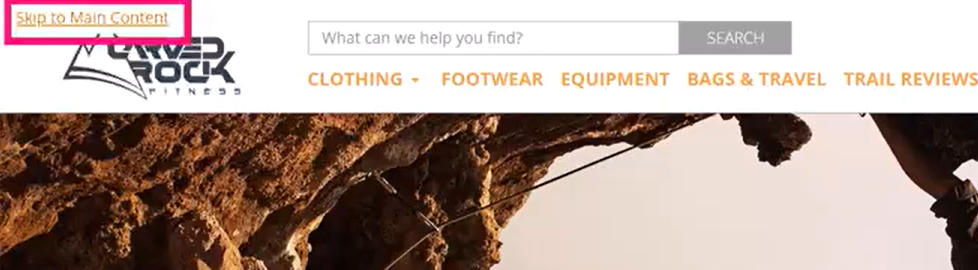 Skip to Main Content
CARVED
ROCK
FITNESS
What can we help you find?
SEARCH
CLOTHING FOOTWEAR EQUIPMENT BAGS & TRAVEL TRAIL REVIEWS